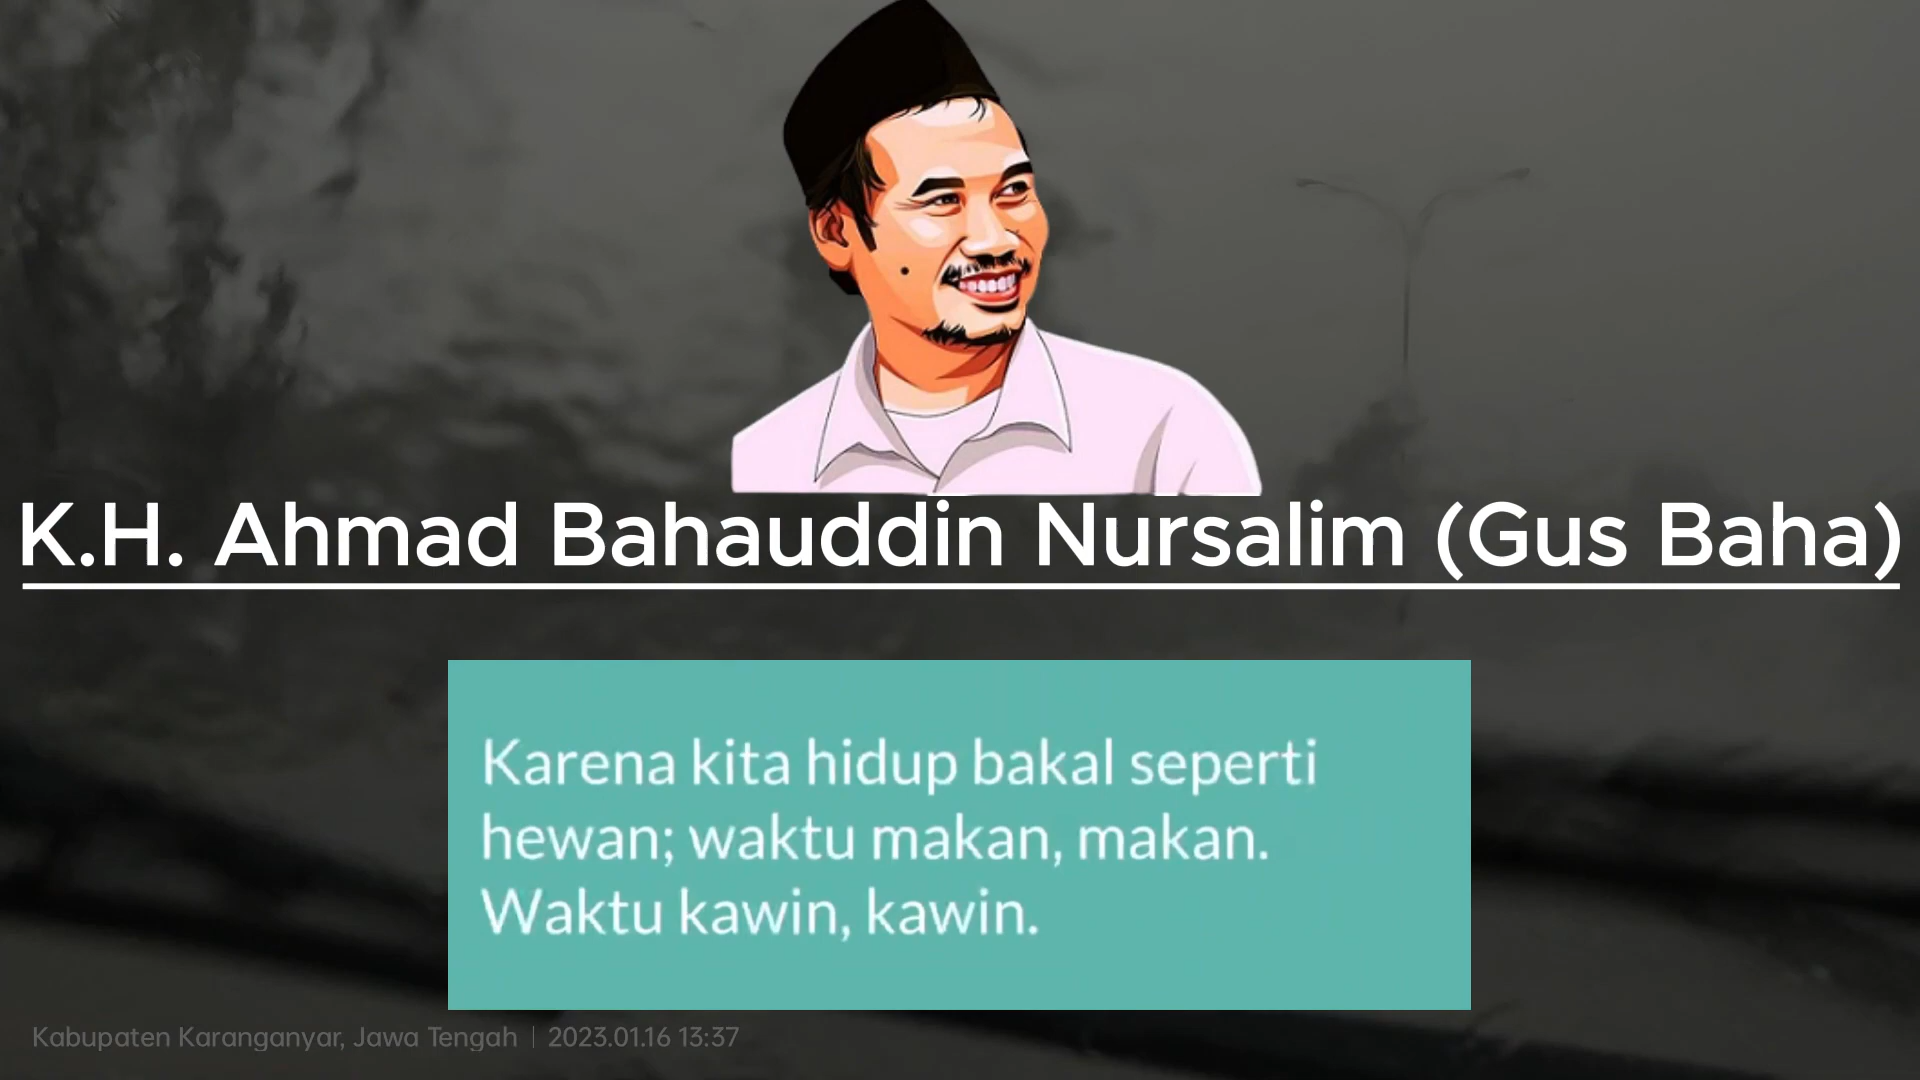 K.H. Ahmad Bahauddin Nursalim (Gus Baha)
Karena kita hidup bakal seperti
hewan; waktu makan, makan.
Waktu kawin, kawin.
Kabupaten Karanganyar, Jawa Tengah | 2023.01.16 13:37